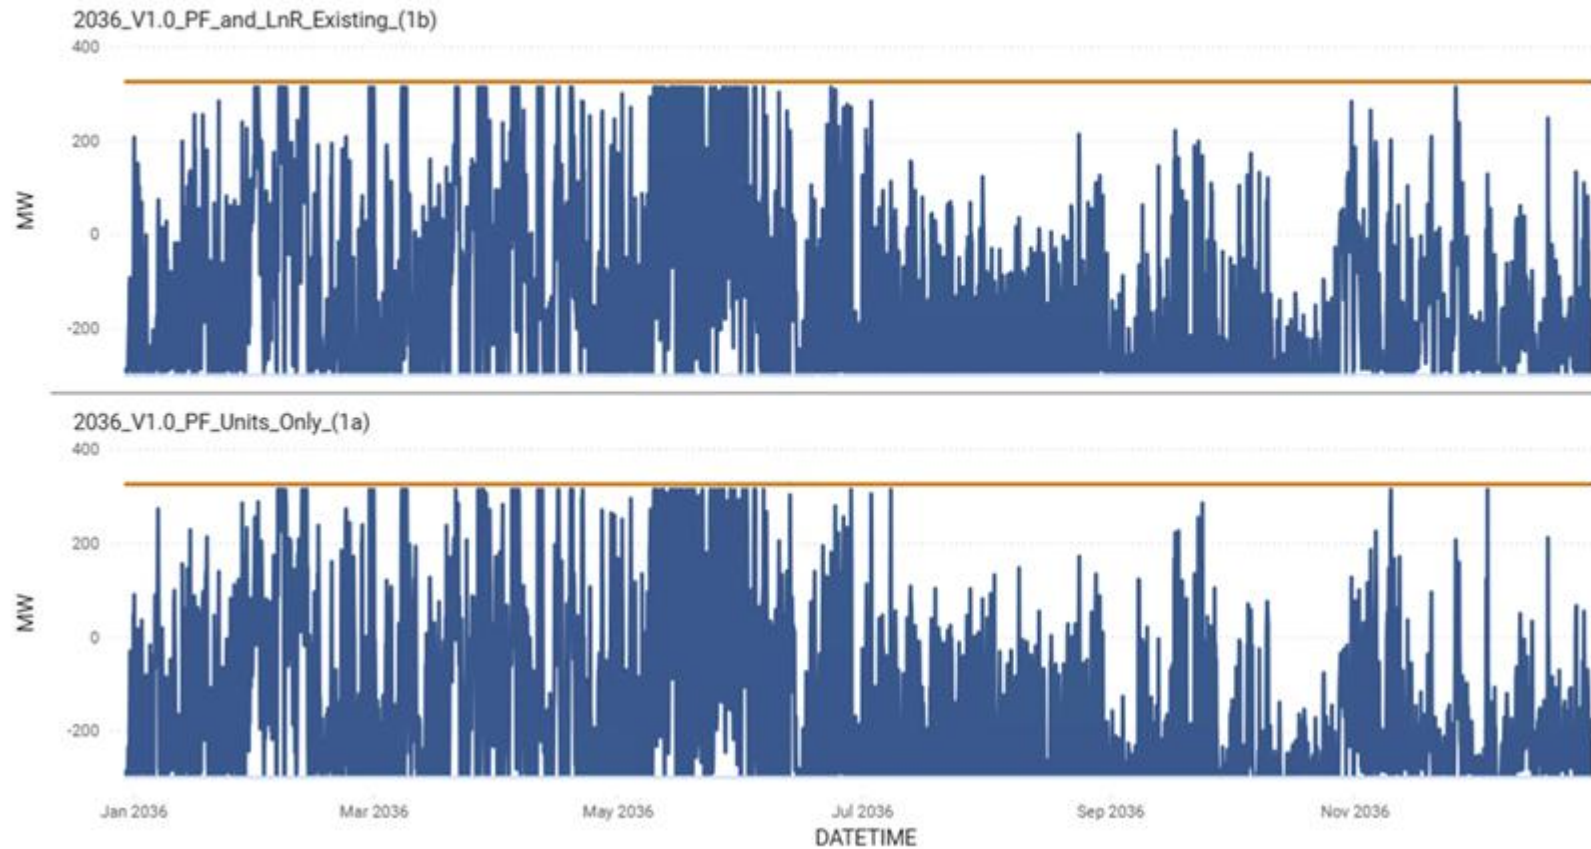 2036_V1.0_PF_and_LnR_Existing_(1b)
400
200
0
-200
MW
2036_V1.0_PF_Units_Only_(1a)
400
200
0
-200
MW
Jan 2036 Mar 2036 May 2036 Jul 2036 Sep 2036 Nov 2036
DATETIME